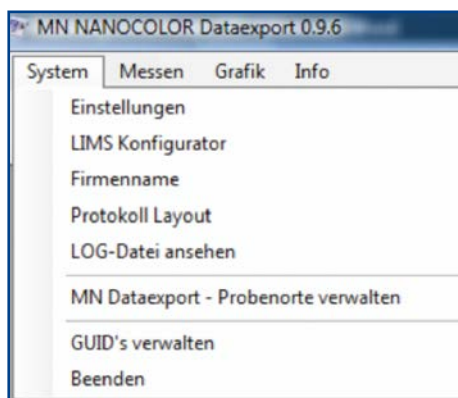 MN NANOCOLOR Dataexport 0.9.6
System Messen Grafik Info
Einstellungen
LIMS Konfigurator
Firmenname
Protokoll Layout
LOG-Datei ansehen
MN Dataexport - Probenorte verwalten
GUID's verwalten
Beenden